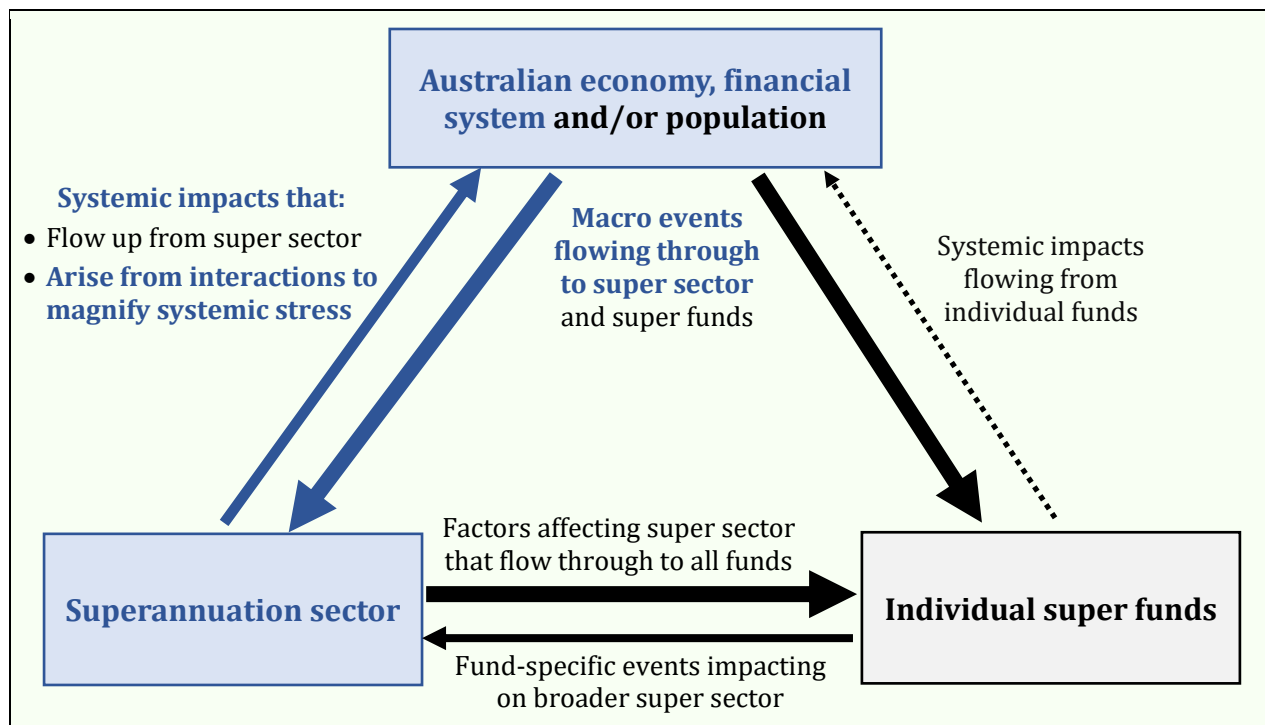 Australian economy, financial
system and/or population
Systemic impacts that:
• Flow up from super sector
• Arise from interactions to
magnify systemic stress
Macro events
flowing through
to super sector
and super funds
Systemic impacts
flowing from
individual funds
Factors affecting super sector
that flow through to all funds
Superannuation sector
Individual super funds
Fund-specific events impacting
on broader super sector